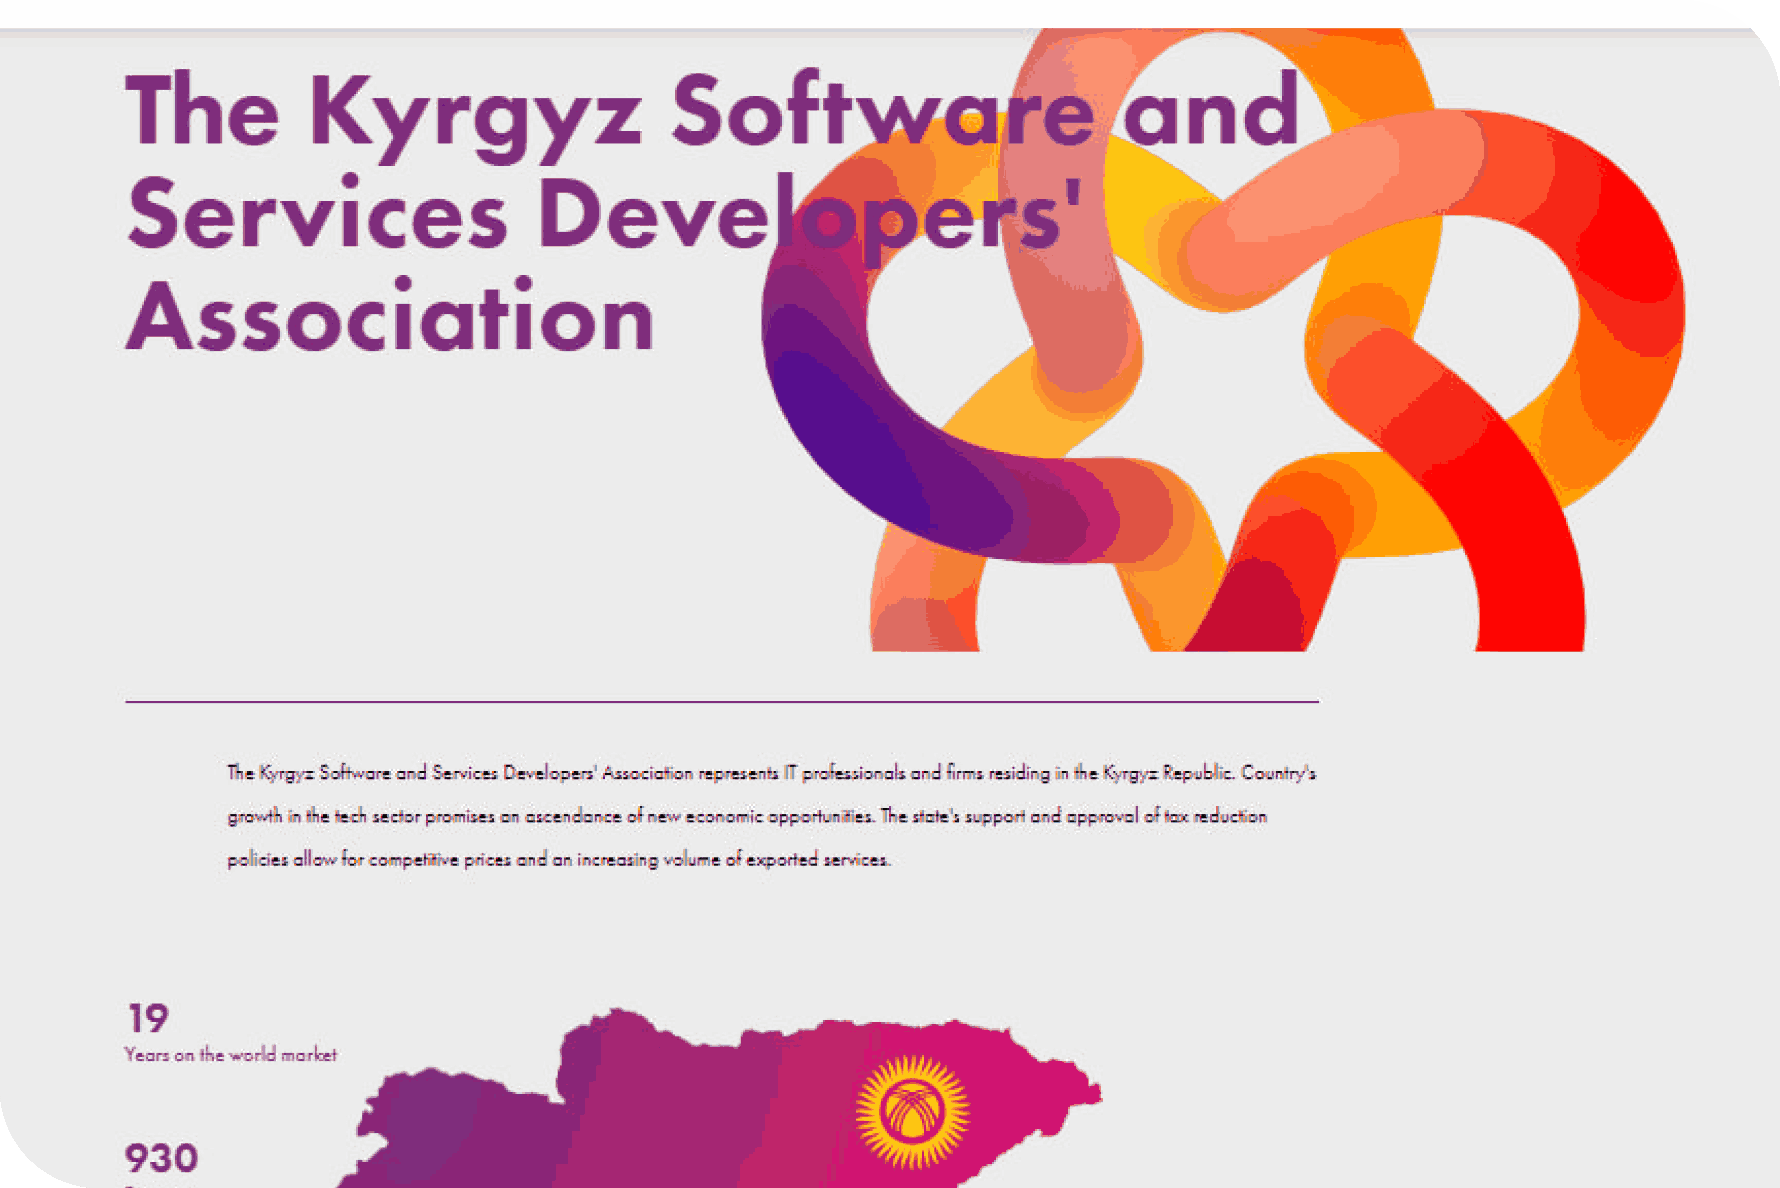 The Kyrgyz Software and
Services Developers'
Association
The Kyrgyz Software and Services Developers' Association represents IT professionals and firms residing in the Kyrgyz Republic. Country's
growth in the tech sector promises an ascendance of new economic opportunities. The state's support and approval of tax reduction
policies allow for competitive prices and an increasing volume of exported services.
19
Years on the world market
930